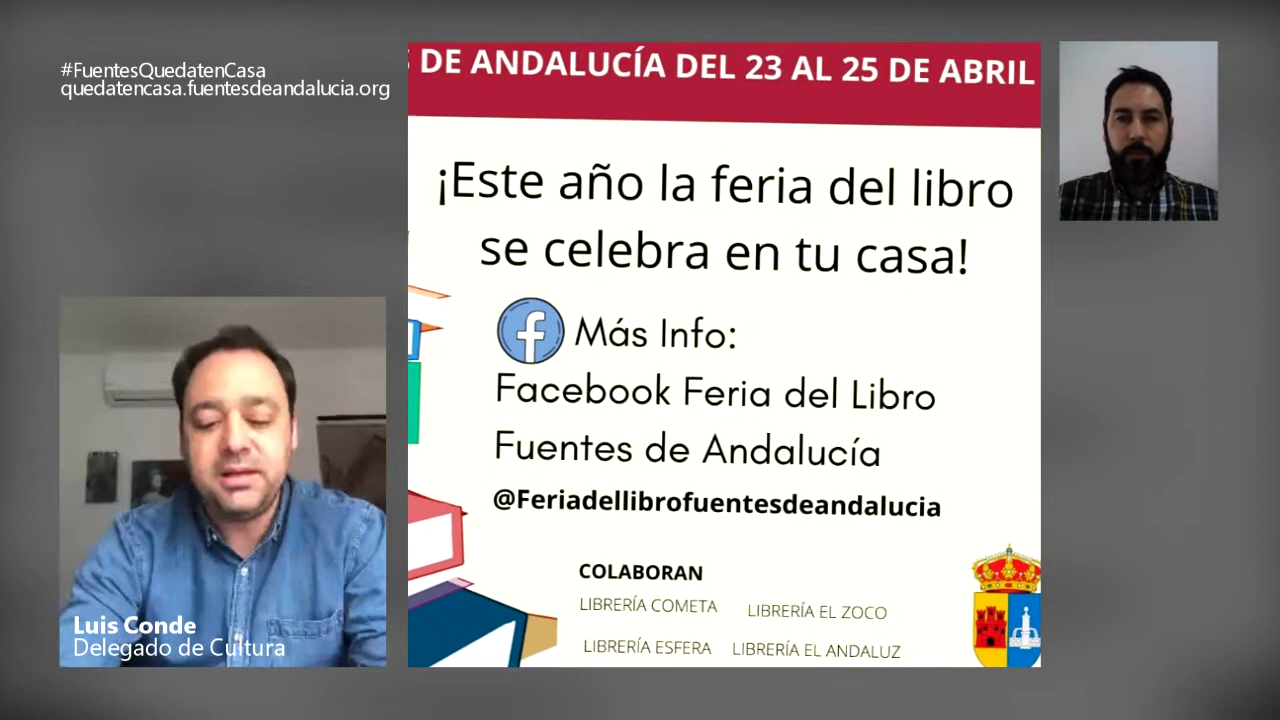 #FuentesQuedatenCasa
quedatencasa.fuentesdeandalucia.org
DE ANDALUCÍA DEL 23 AL 25 DE ABRIL
¡Este año la feria del libro
se celebra en tu casa!
Más Info:
Facebook Feria del Libro
Fuentes de Andalucía
@Feriadellibrofuentesdeandalucia
COLABORAN
LIBRERÍA COMETA
LIBRERÍA EL ZOCO
LIBRERÍA ESFERA
LIBRERÍA EL ANDALUZ
Luis Conde
Delegado de Cultura